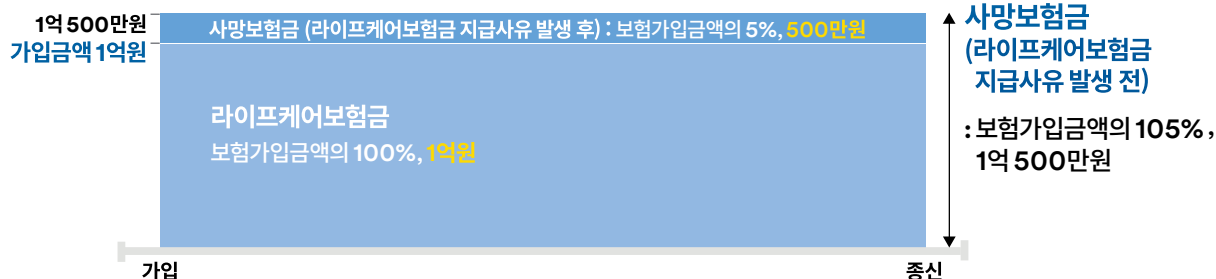 1억 500만원
가입금액 1억원
사망보험금 (라이프케어보험금 지급사유 발생 후) : 보험가입금액의 5%, 500만원
라이프케어보험금
보험가입금액의 100%, 1억원
사망보험금
(라이프케어보험금
지급사유 발생 전)
: 보험가입금액의 105%,
1억 500만원
가입
종신